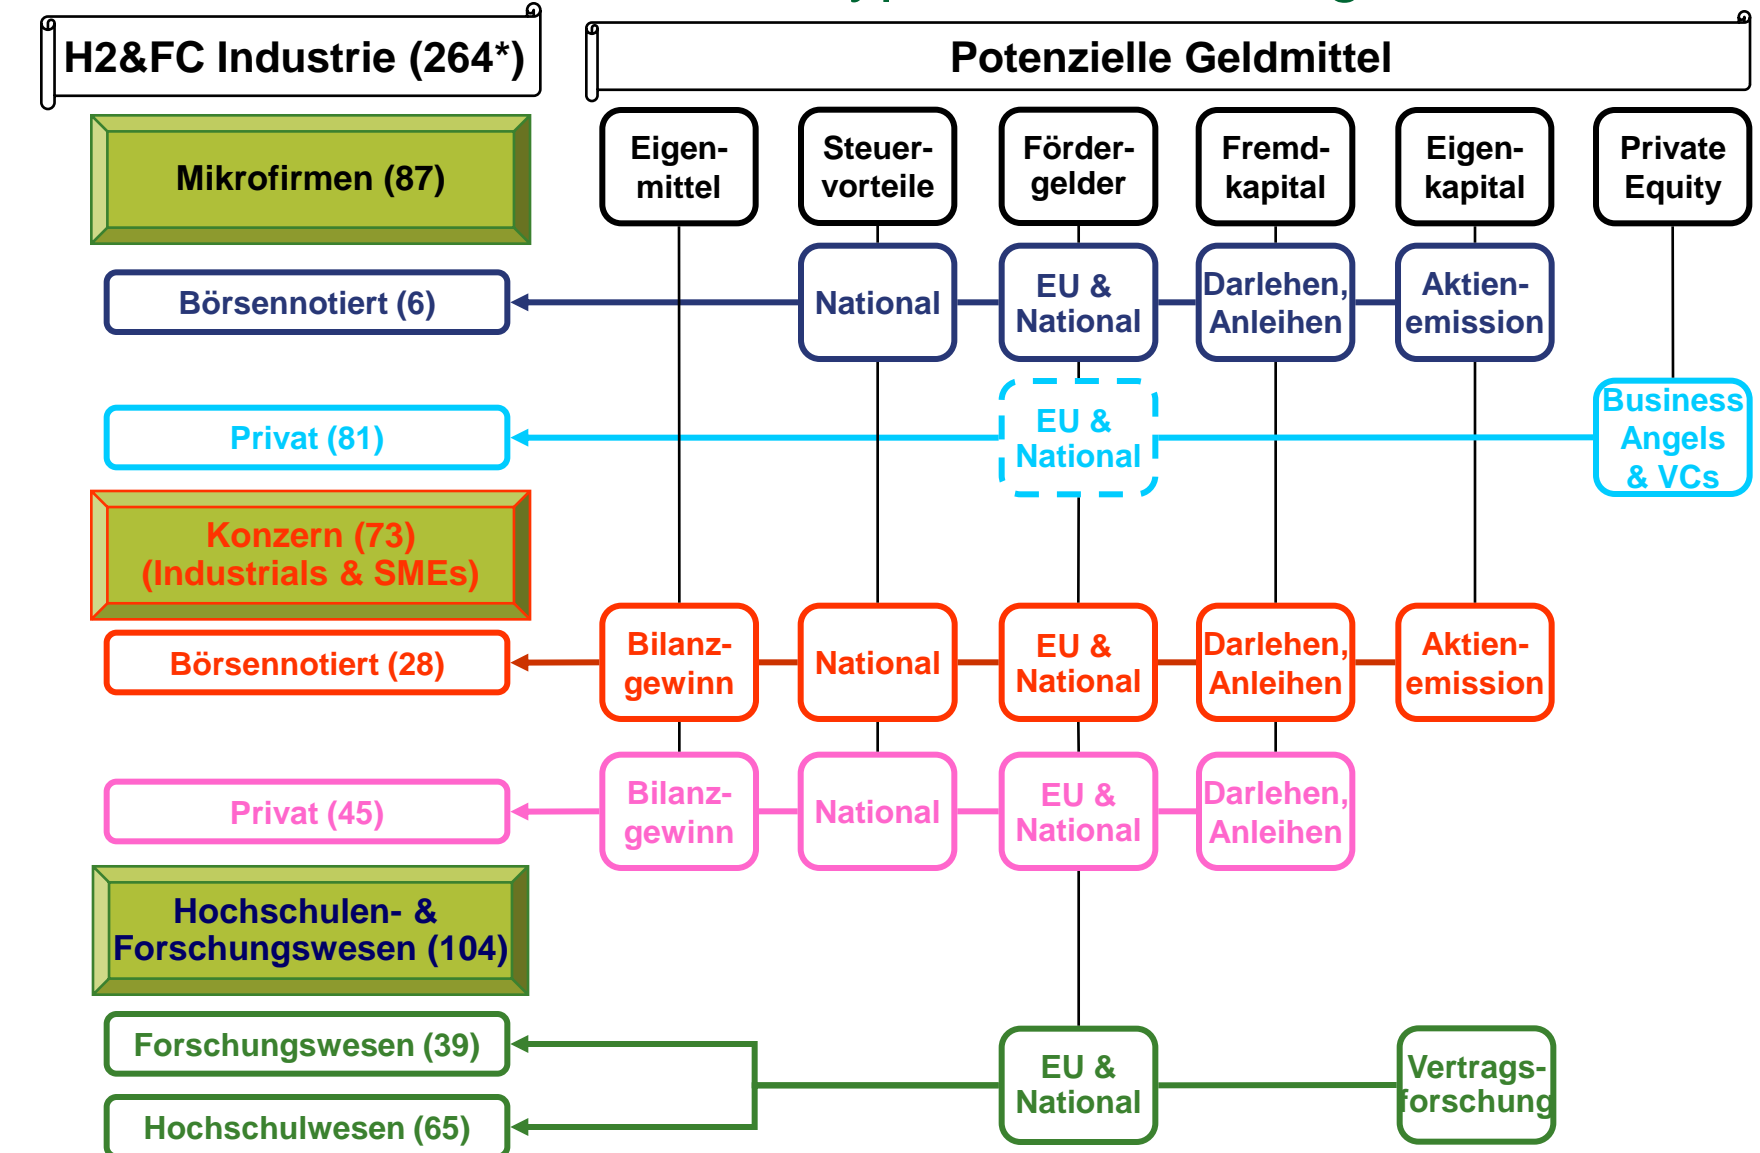 H2&FC Industrie (264*)
Potenzielle Geldmittel
Mikrofirmen (87)
Eigen-
mittel
Steuer-
vorteile
Förder-
gelder
Fremd-
kapital
Eigen-
kapital
Private
Equity
Börsennotiert (6)
National
EU &
National
Darlehen,
Anleihen
Aktien-
emission
Privat (81)
EU &
National
Business
Angels
& VCs
Konzern (73)
(Industrials & SMEs)
Börsennotiert (28)
Bilanz-
gewinn
National
EU &
National
Darlehen,
Anleihen
Aktien-
emission
Privat (45)
Bilanz-
gewinn
National
EU &
National
Darlehen,
Anleihen
Hochschulen- &
Forschungswesen (104)
Forschungswesen (39)
Hochschulwesen (65)
EU &
National
Vertrags-
forschung